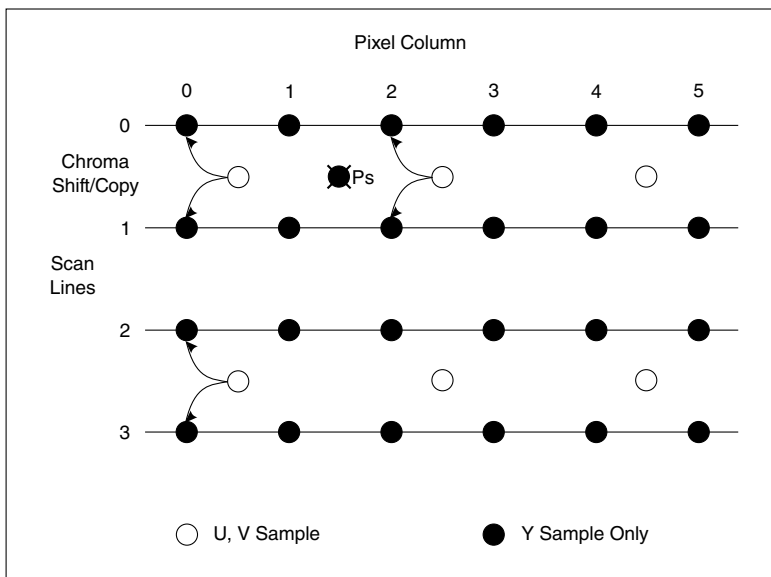 Pixel Column
0 1 2 3 4 5
0
Chroma
Shift/Copy
Ps
1
Scan
Lines
2
3
U, V Sample
Y Sample Only